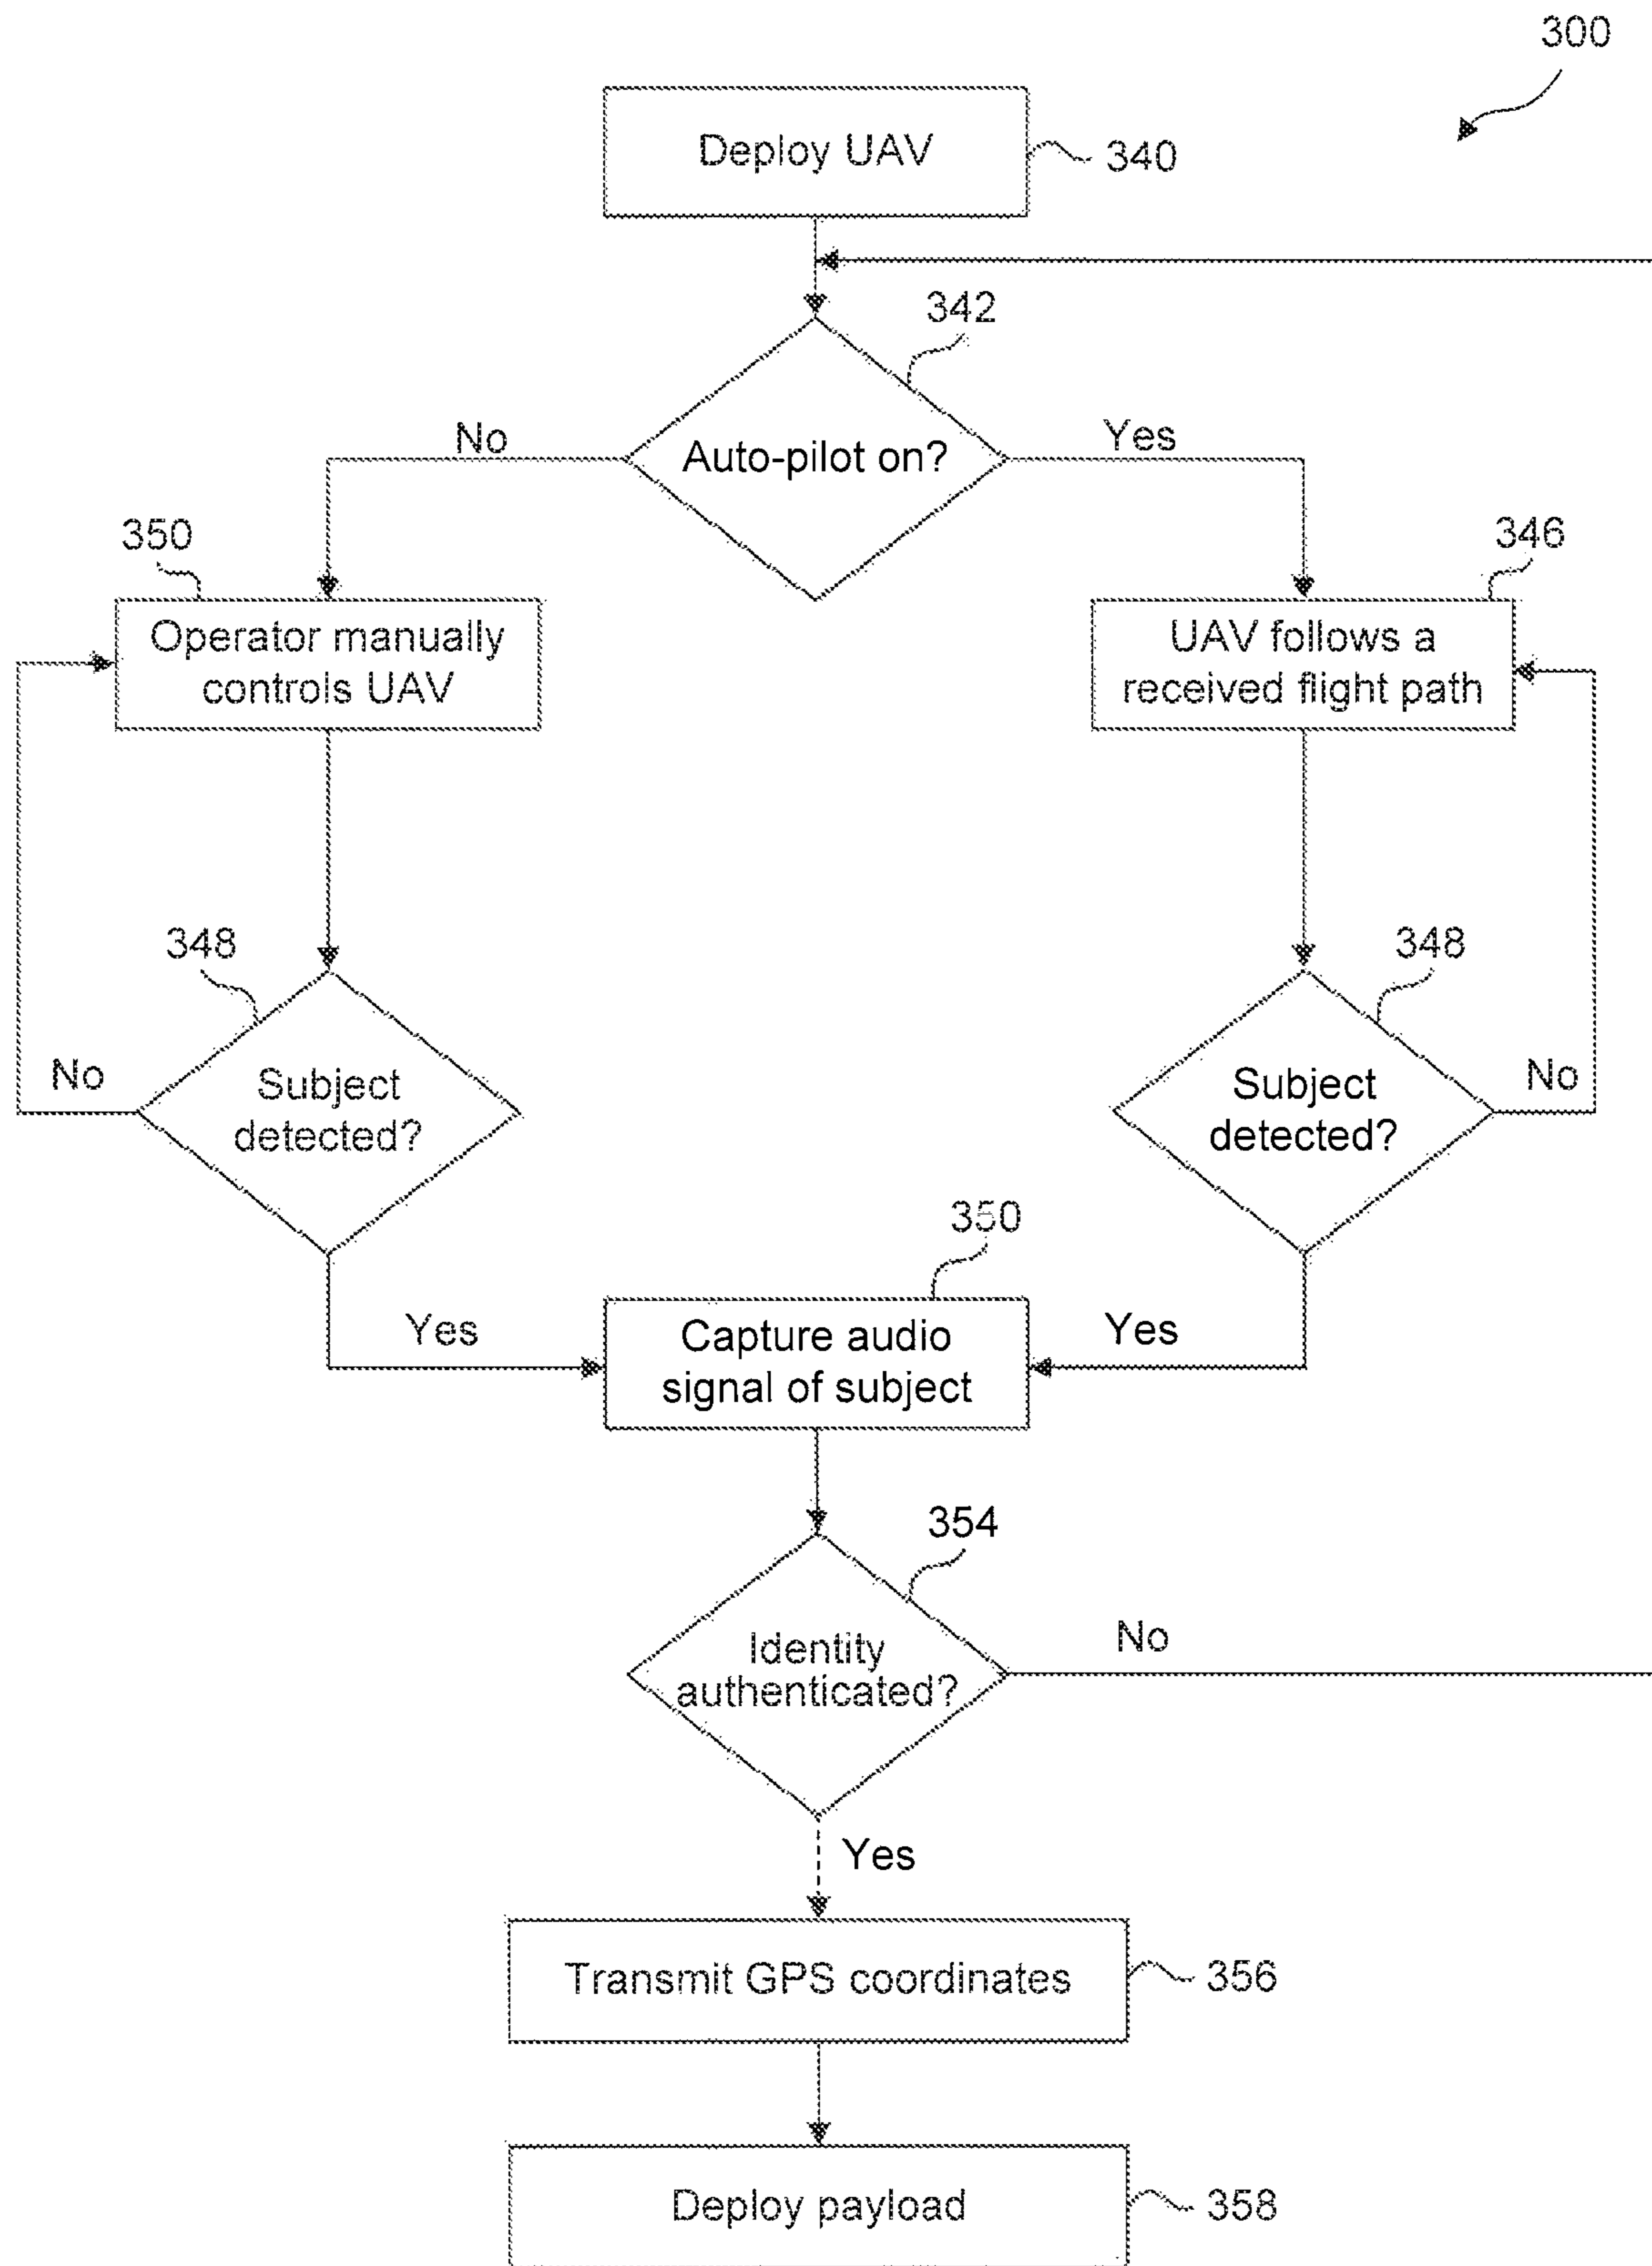 300
Deploy UAV
340
342
No
Auto-pilot on?
Yes
350
346
Operator manually
controls UAV
UAV follows a
received flight path
348
348
No
Subject
detected?
Subject
detected?
No
350
Yes
Capture audio
signal of subject
Yes
354
Identity
authenticated?
No
Yes
Transmit GPS coordinates
356
Deploy payload
358